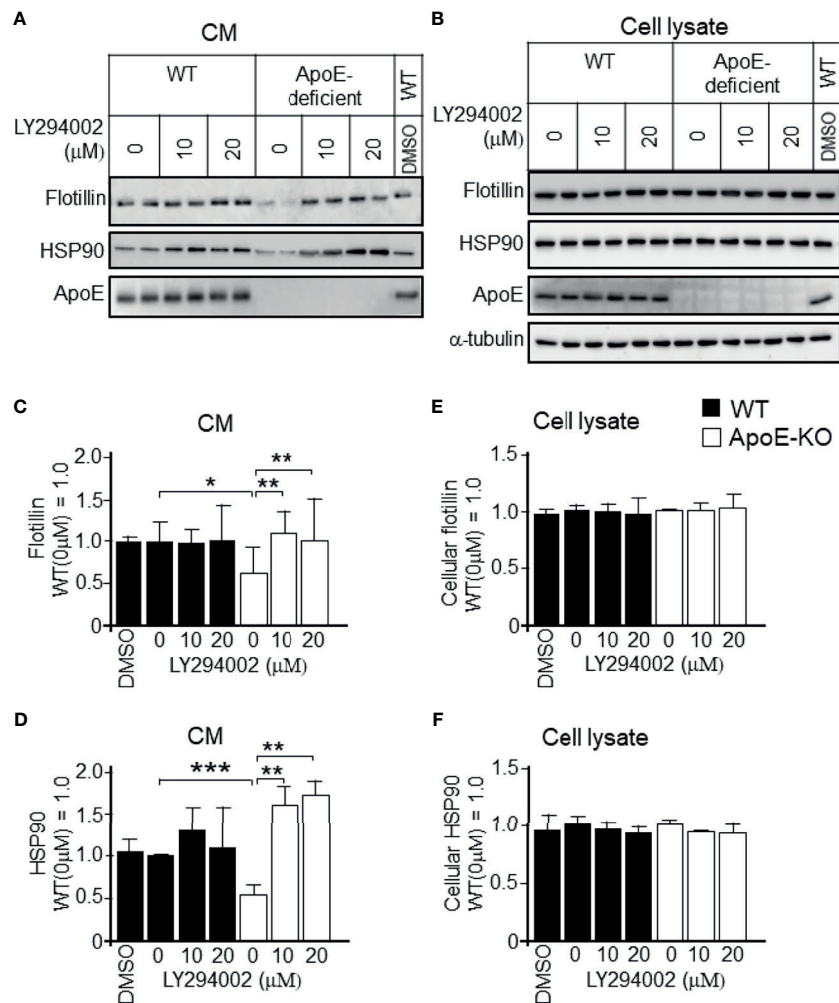 A
CM
WT
ApoE-
deficient
WT
LY294002
(μM)
0
10
20
0
10
20
DMSO
Flotillin
HSP90
ApoE
B
Cell lysate
WT
ApoE-
deficient
WT
LY294002
(μM)
0
10
20
0
10
20
DMSO
Flotillin
HSP90
ApoE
α-tubulin
C
CM
Flotillin
WT(0μM) = 1.0
2.0
1.5
1.0
0.5
0
*
**
**
DMSO
0 10 20 0 10 20
LY294002 (μM)
E
Cell lysate
WT
ApoE-KO
Cellular flotillin
WT(0μM) = 1.0
1.5
1.0
0.5
0
DMSO
0 10 20 0 10 20
LY294002 (μM)
D
CM
HSP90
WT(0μM) = 1.0
2.0
1.5
1.0
0.5
0
***
**
**
DMSO
0 10 20 0 10 20
LY294002 (μM)
F
Cell lysate
Cellular HSP90
WT(0μM) = 1.0
1.5
1.0
0.5
0
DMSO
0 10 20 0 10 20
LY294002 (μM)